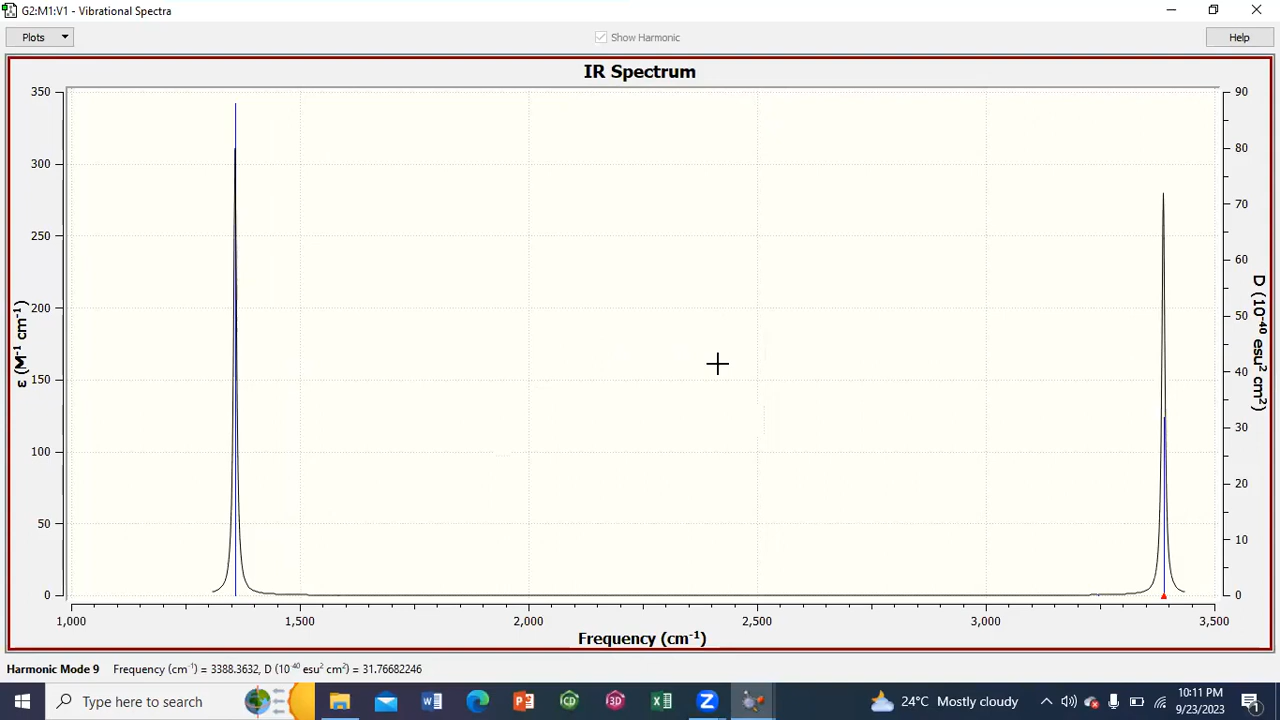 G2:M1:V1 - Vibrational Spectra
Plots
Show Harmonic
Help
IR Spectrum
350
300
250
200
150
100
50
0
ε (M⁻¹ cm⁻¹)
90
80
70
60
50
40
30
20
10
0
D (10⁻⁴⁰ esu² cm²)
1,000 1,500 2,000 2,500 3,000 3,500
Frequency (cm⁻¹)
Harmonic Mode 9 Frequency (cm⁻¹) = 3388.3632, D (10⁻⁴⁰ esu² cm²) = 31.76682246
Type here to search
24°C Mostly cloudy
10:11 PM
9/23/2023
1